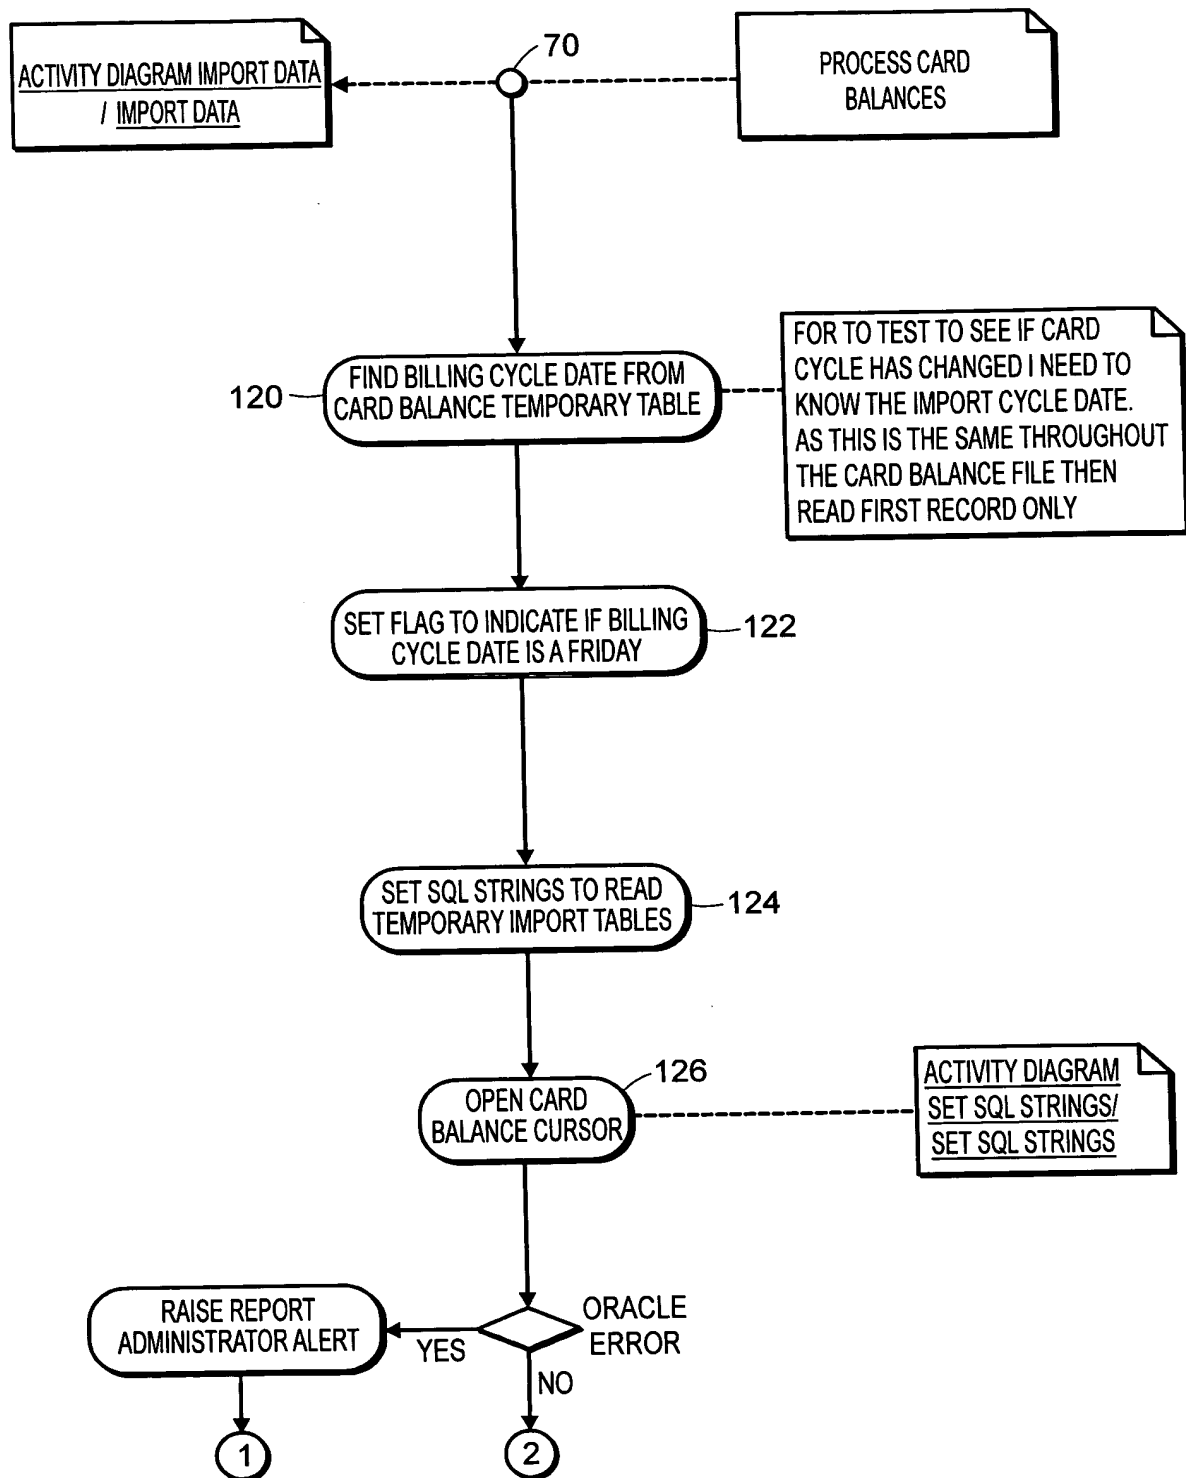 70
ACTIVITY DIAGRAM IMPORT DATA
/ IMPORT DATA
PROCESS CARD
BALANCES
120
FIND BILLING CYCLE DATE FROM
CARD BALANCE TEMPORARY TABLE
FOR TO TEST TO SEE IF CARD
CYCLE HAS CHANGED I NEED TO
KNOW THE IMPORT CYCLE DATE.
AS THIS IS THE SAME THROUGHOUT
THE CARD BALANCE FILE THEN
READ FIRST RECORD ONLY
SET FLAG TO INDICATE IF BILLING
CYCLE DATE IS A FRIDAY
122
SET SQL STRINGS TO READ
TEMPORARY IMPORT TABLES
124
126
OPEN CARD
BALANCE CURSOR
ACTIVITY DIAGRAM
SET SQL STRINGS/
SET SQL STRINGS
RAISE REPORT
ADMINISTRATOR ALERT
YES
ORACLE
ERROR
NO
1
2